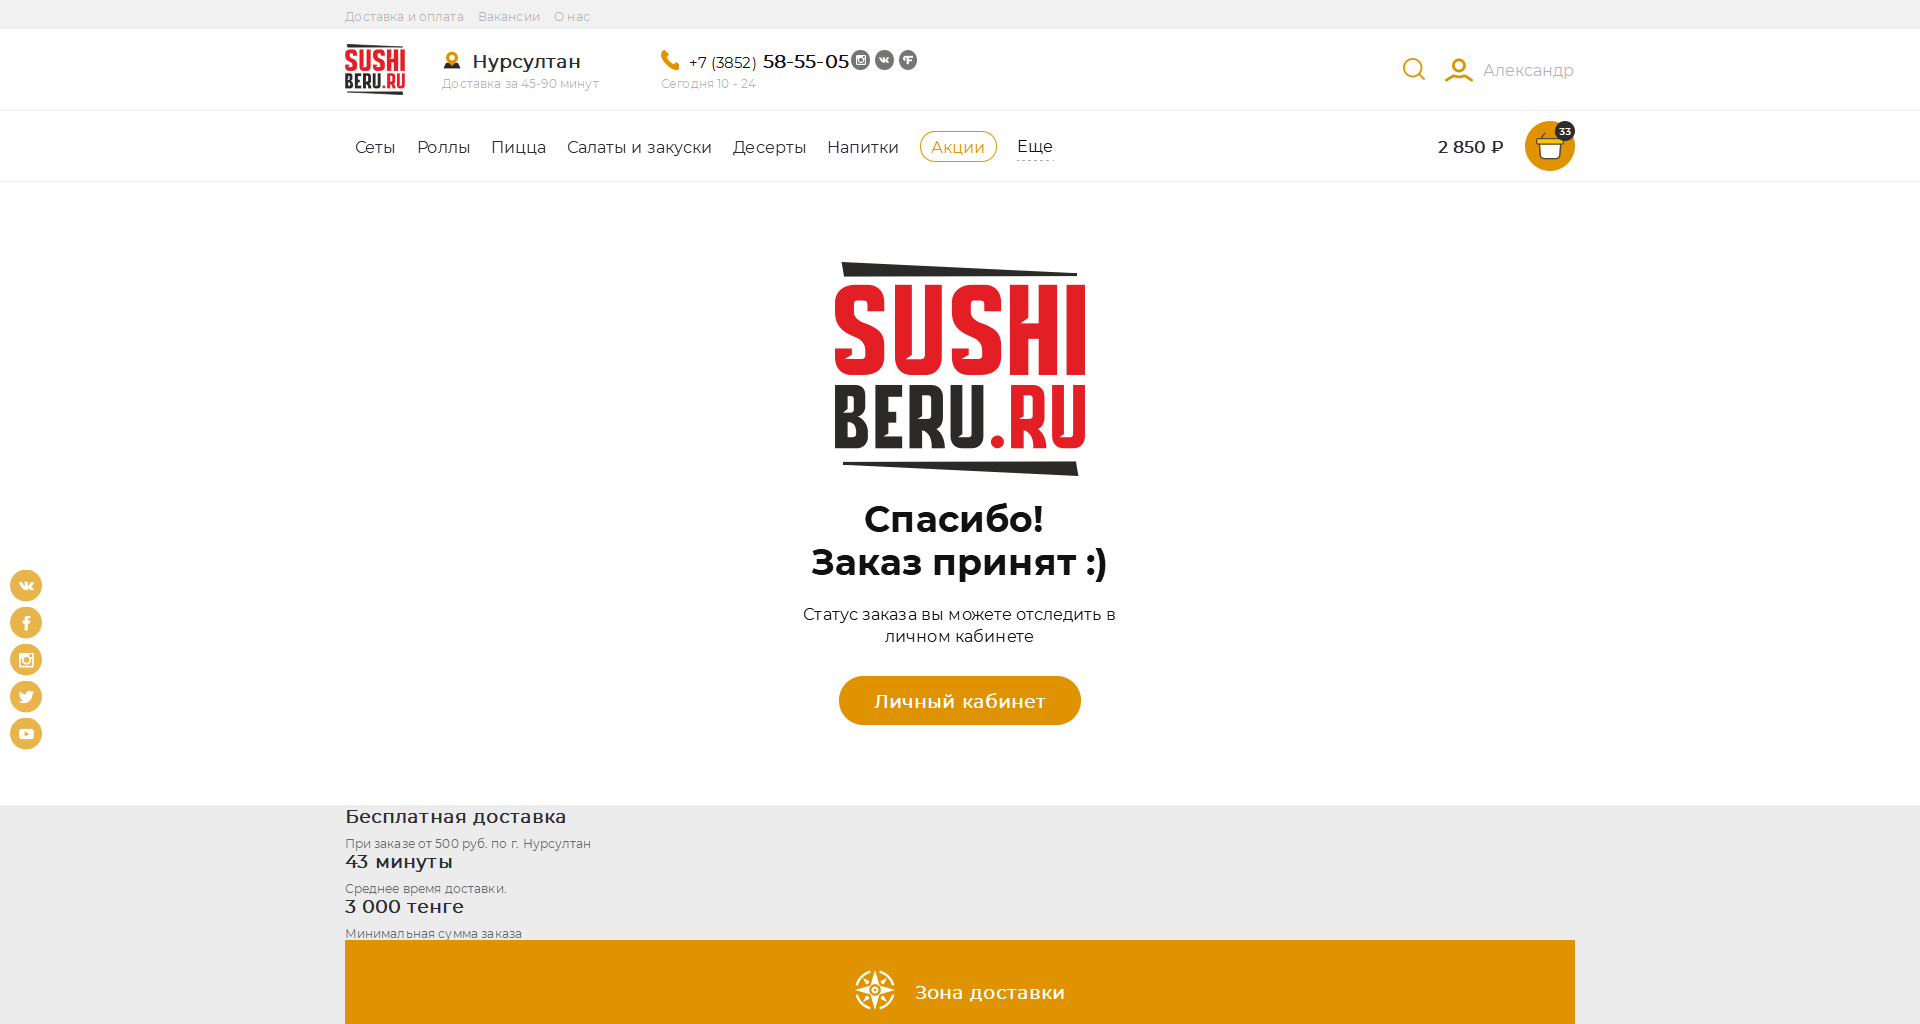 Доставка и оплата Вакансии О нас
SUSHI
BERU.RU
Нурсултан
Доставка за 45-90 минут
+7 (3852) 58-55-05
Сегодня 10 - 24
Александр
Сеты Роллы Пицца Салаты и закуски Десерты Напитки Акции Еще
2 850 ₽
33
SUSHI
BERU.RU
Спасибо!
Заказ принят :)
Статус заказа вы можете отследить в
личном кабинете
Личный кабинет
Бесплатная доставка
При заказе от 500 руб. по г. Нурсултан
43 минуты
Среднее время доставки.
3 000 тенге
Минимальная сумма заказа
Зона доставки